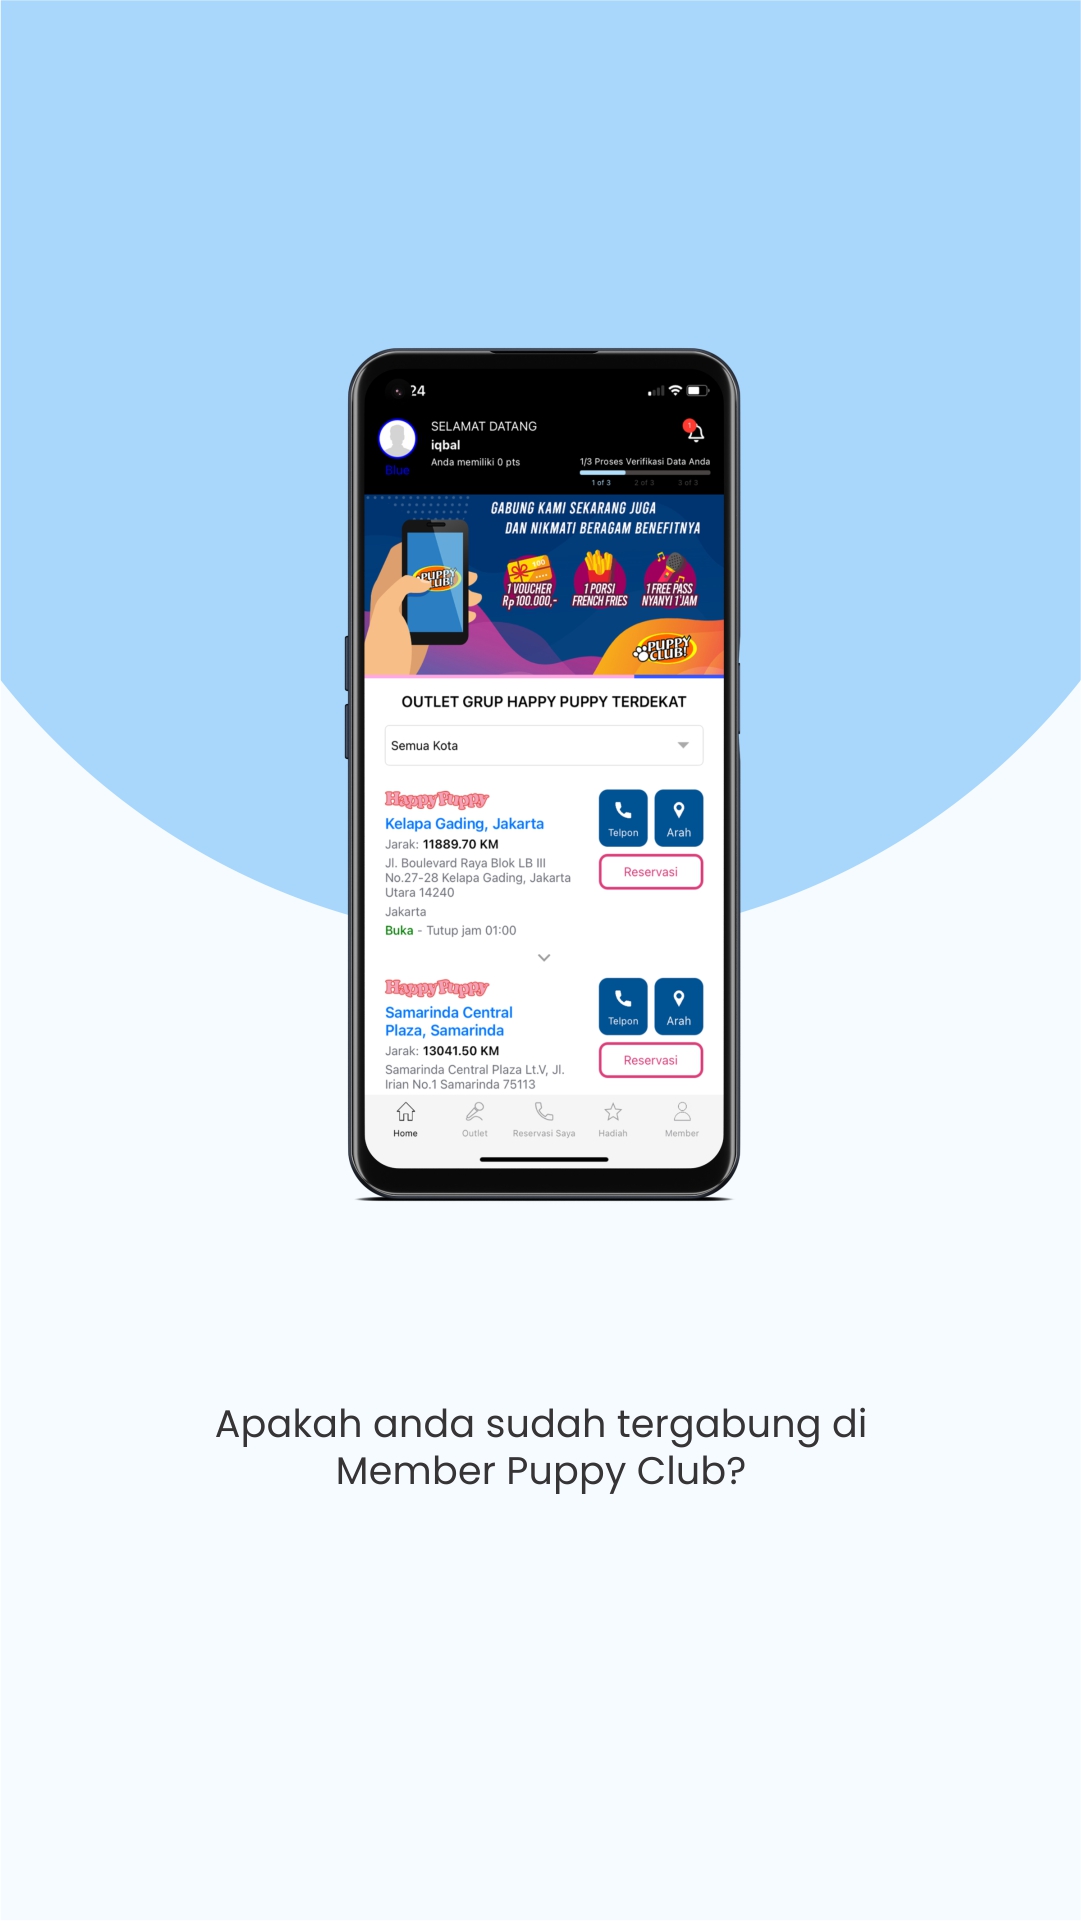 24
SELAMAT DATANG
iqbal
Anda memiliki 0 pts
Blue
1
1/3 Proses Verifikasi Data Anda
1 of 3 2 of 3 3 of 3
GABUNG KAMI SEKARANG JUGA
DAN NIKMATI BERAGAM BENEFITNYA
PUPPY
CLUB!
100
1 VOUCHER
Rp 100.000,-
1 PORSI
FRENCH FRIES
1 FREE PASS
NYANYI 1 JAM
PUPPY
CLUB!
OUTLET GRUP HAPPY PUPPY TERDEKAT
Semua Kota
Happy Puppy
Kelapa Gading, Jakarta
Jarak: 11889.70 KM
Jl. Boulevard Raya Blok LB III
No.27-28 Kelapa Gading, Jakarta
Utara 14240
Jakarta
Buka - Tutup jam 01:00
Telpon
Arah
Reservasi
Happy Puppy
Samarinda Central
Plaza, Samarinda
Jarak: 13041.50 KM
Samarinda Central Plaza Lt.V, Jl.
Irian No.1 Samarinda 75113
Telpon
Arah
Reservasi
Home
Outlet
Reservasi Saya
Hadiah
Member
Apakah anda sudah tergabung di
Member Puppy Club?